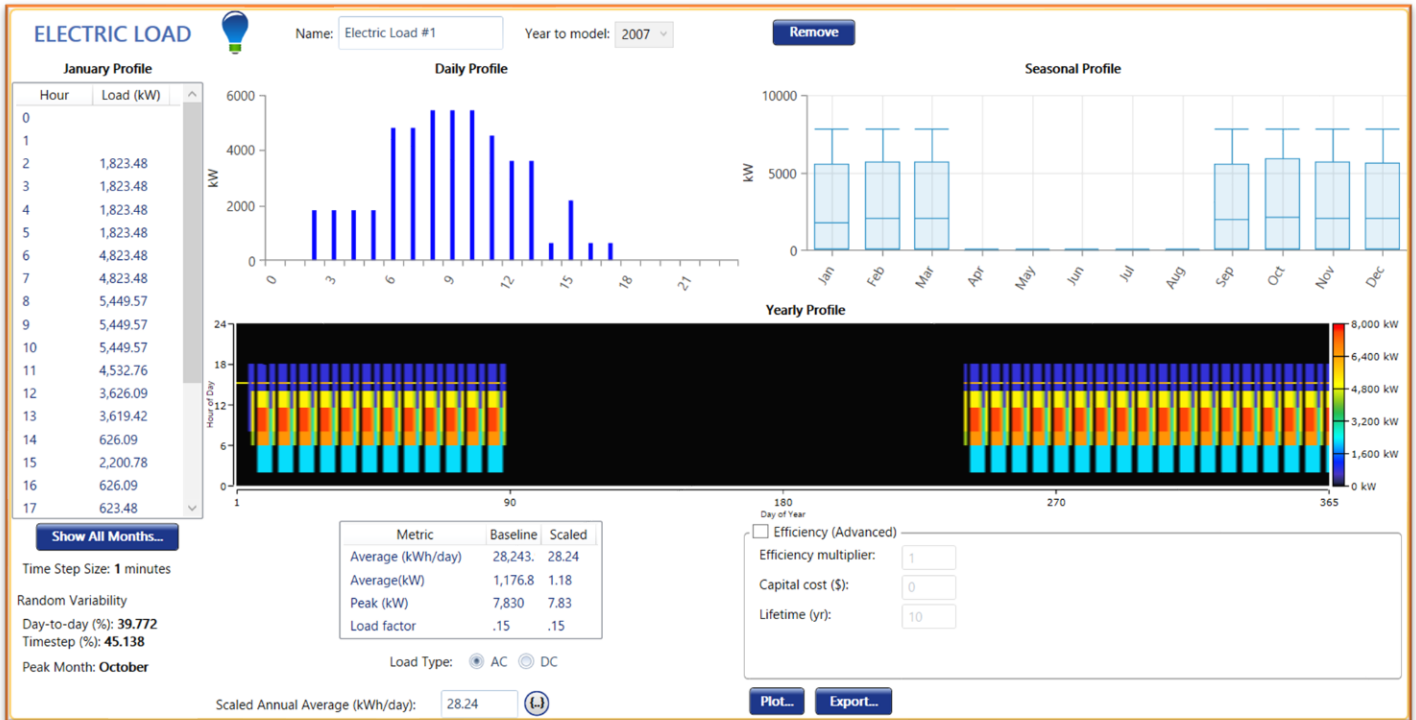 ELECTRIC LOAD
Name: Electric Load #1
Year to model: 2007
Remove
January Profile
Hour Load (kW)
0
1
2 1,823.48
3 1,823.48
4 1,823.48
5 1,823.48
6 4,823.48
7 4,823.48
8 5,449.57
9 5,449.57
10 5,449.57
11 4,532.76
12 3,626.09
13 3,619.42
14 626.09
15 2,200.78
16 626.09
17 623.48
Show All Months...
Time Step Size: 1 minutes
Random Variability
Day-to-day (%): 39.772
Timestep (%): 45.138
Peak Month: October
Daily Profile
6000
4000
2000
0
kW
0 3 6 9 12 15 18 21
Seasonal Profile
10000
5000
0
kW
Jan Feb Mar Apr May Jun Jul Aug Sep Oct Nov Dec
Yearly Profile
24
18
12
6
0
Hour of Day
1 90 180 270 365
Day of Year
8,000 kW
6,400 kW
4,800 kW
3,200 kW
1,600 kW
0 kW
Metric Baseline Scaled
Average (kWh/day) 28,243. 28.24
Average(kW) 1,176.8 1.18
Peak (kW) 7,830 7.83
Load factor .15 .15
Load Type: AC DC
Scaled Annual Average (kWh/day): 28.24 {..}
Efficiency (Advanced)
Efficiency multiplier: 1
Capital cost ($): 0
Lifetime (yr): 10
Plot... Export...